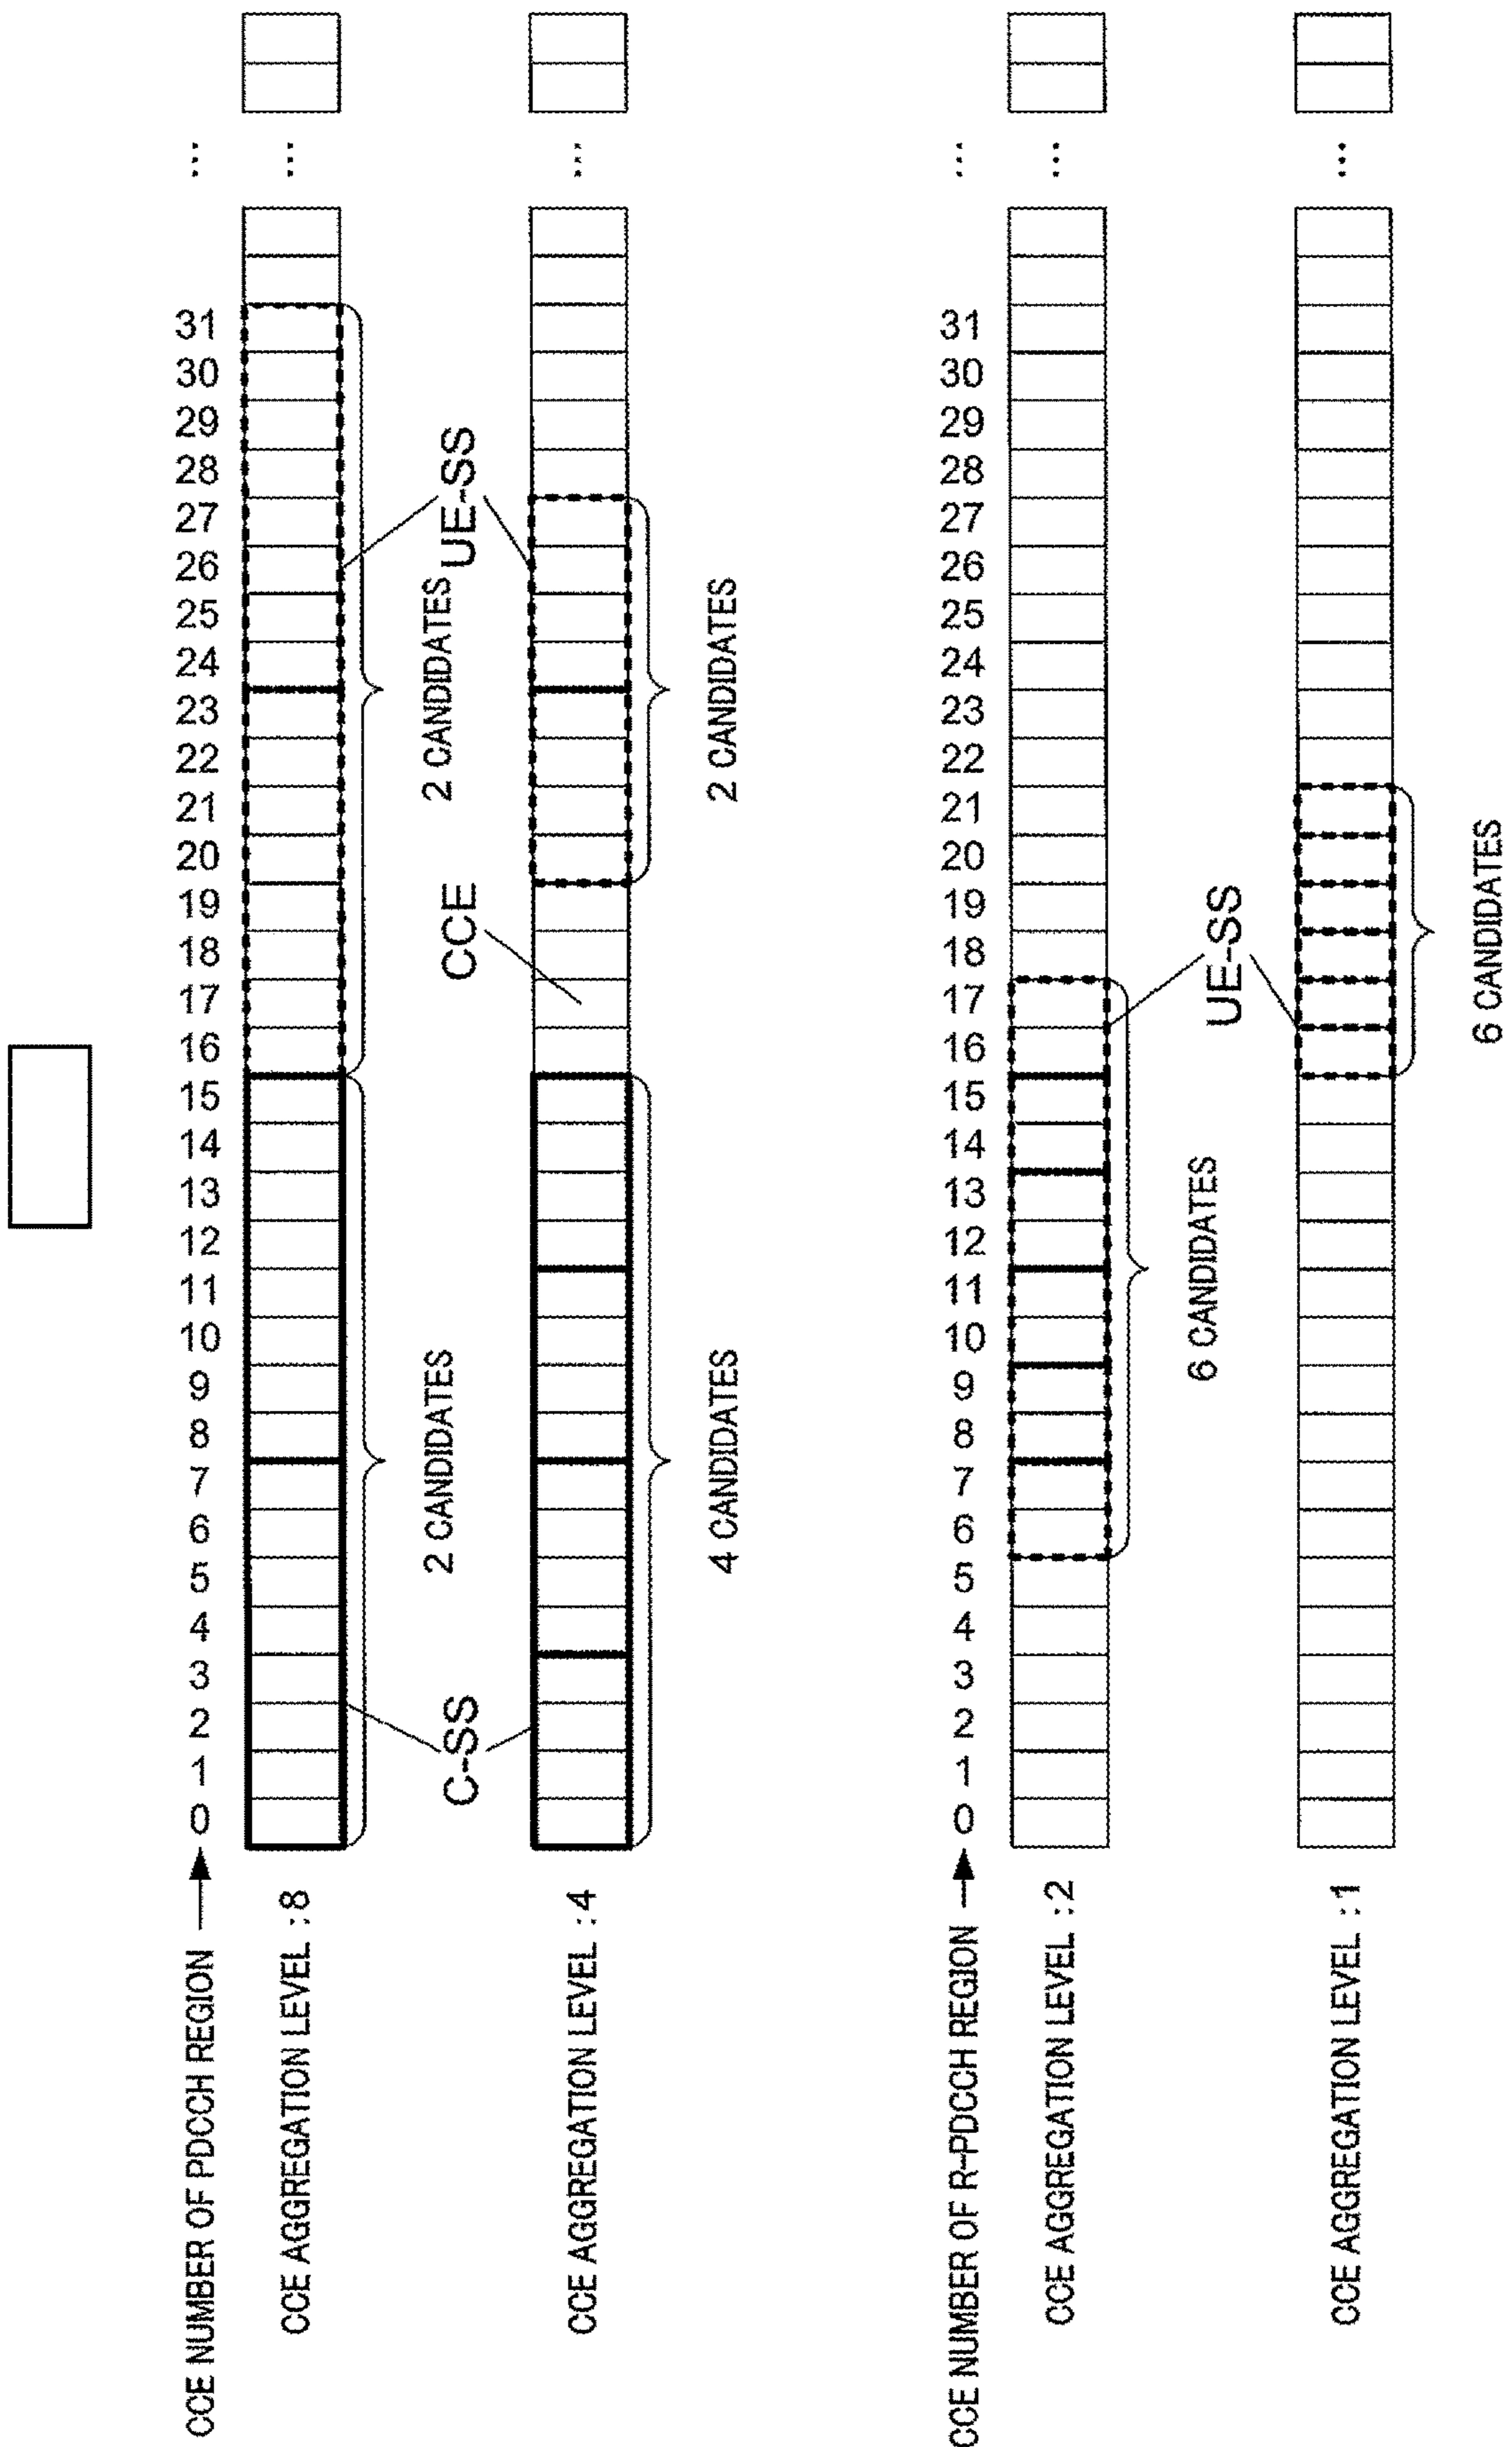 CCE NUMBER OF PDCCH REGION
0 1 2 3 4 5 6 7 8 9 10 11 12 13 14 15 16 17 18 19 20 21 22 23 24 25 26 27 28 29 30 31 ...
CCE AGGREGATION LEVEL :8
...
2 CANDIDATES
2 CANDIDATES
C-SS
CCE
UE-SS
CCE AGGREGATION LEVEL :4
...
4 CANDIDATES
2 CANDIDATES
CCE NUMBER OF R-PDCCH REGION
0 1 2 3 4 5 6 7 8 9 10 11 12 13 14 15 16 17 18 19 20 21 22 23 24 25 26 27 28 29 30 31 ...
CCE AGGREGATION LEVEL :2
...
6 CANDIDATES
UE-SS
CCE AGGREGATION LEVEL :1
...
6 CANDIDATES